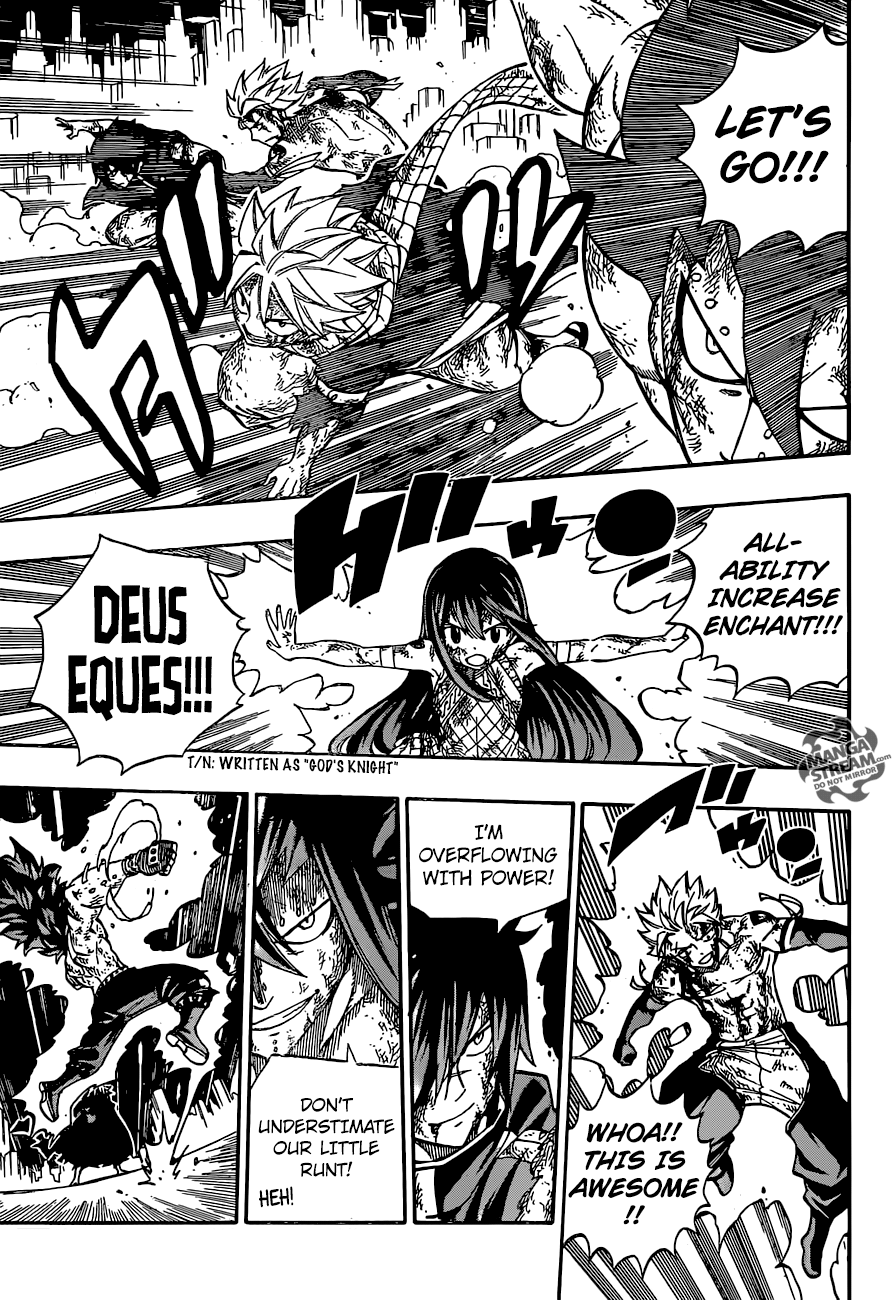 LET'S
GO!!!
ALL-
ABILITY
INCREASE
ENCHANT!!!
DEUS
EQUES!!!
T/N: WRITTEN AS "GOD'S KNIGHT"
MANGA
STREAM.com
DO NOT MIRROR
WHOA!!
THIS IS
AWESOME
!!
I'M
OVERFLOWING
WITH POWER!
DON'T
UNDERSTIMATE
OUR LITTLE
RUNT!
HEH!